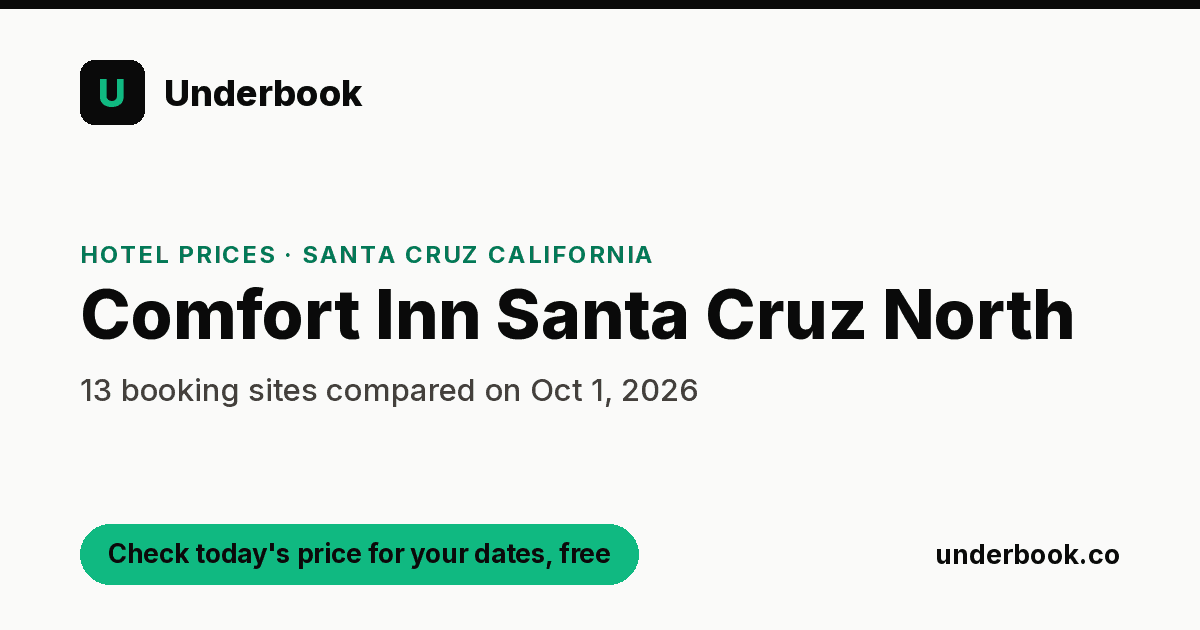 U Underbook
HOTEL PRICES · SANTA CRUZ CALIFORNIA
Comfort Inn Santa Cruz North
13 booking sites compared on Oct 1, 2026
Check today's price for your dates, free
underbook.co